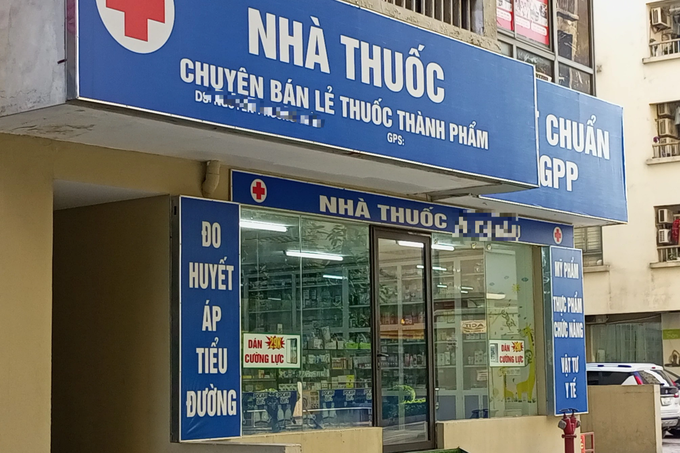 NHÀ THUỐC
CHUYÊN BÁN LẺ THUỐC THÀNH PHẨM
GPS:
CHUẨN
GPP
NHÀ THUỐC
ĐO
HUYẾT
ÁP
TIỂU
ĐƯỜNG
DÁN
CƯỜNG LỰC
DÁN
CƯỜNG LỰC
MỸ PHẨM
THỰC PHẨM
CHỨC NĂNG
VẬT TƯ
Y TẾ